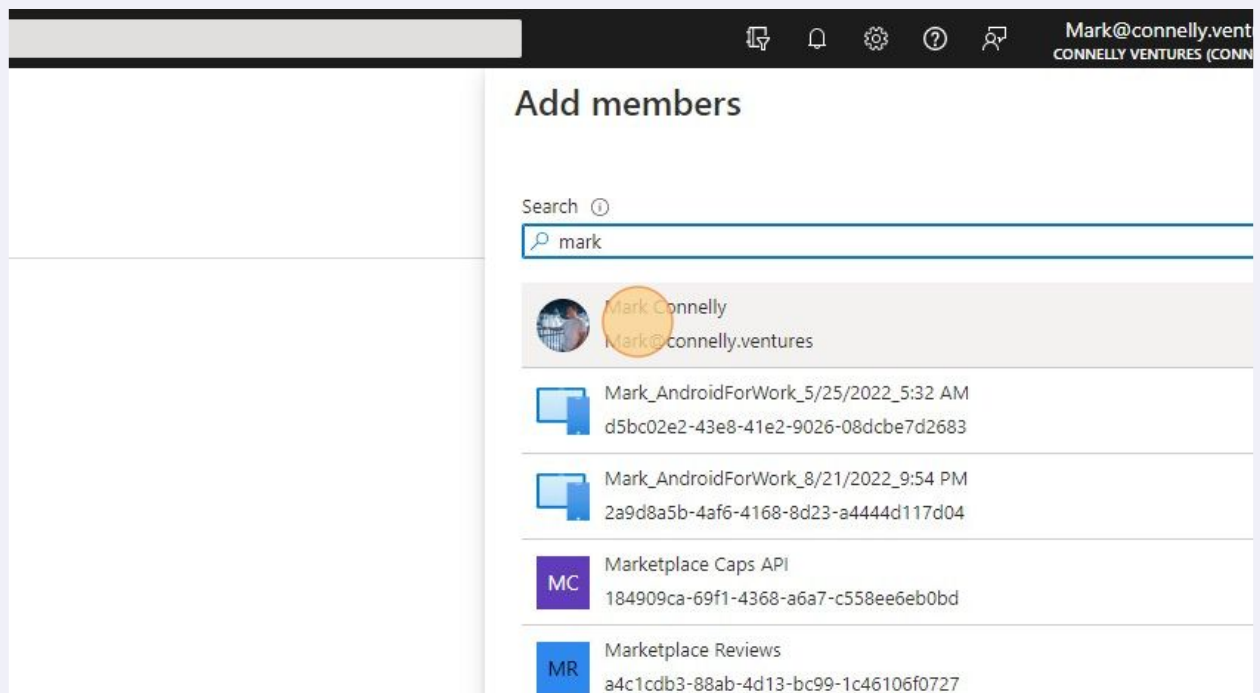 Mark@connelly.ventu
CONNELLY VENTURES (CONN
Add members
Search
mark
Mark Connelly
Mark@connelly.ventures
Mark_AndroidForWork_5/25/2022_5:32 AM
d5bc02e2-43e8-41e2-9026-08dcbe7d2683
Mark_AndroidForWork_8/21/2022_9:54 PM
2a9d8a5b-4af6-4168-8d23-a4444d117d04
MC
Marketplace Caps API
184909ca-69f1-4368-a6a7-c558ee6eb0bd
MR
Marketplace Reviews
a4c1cdb3-88ab-4d13-bc99-1c46106f0727